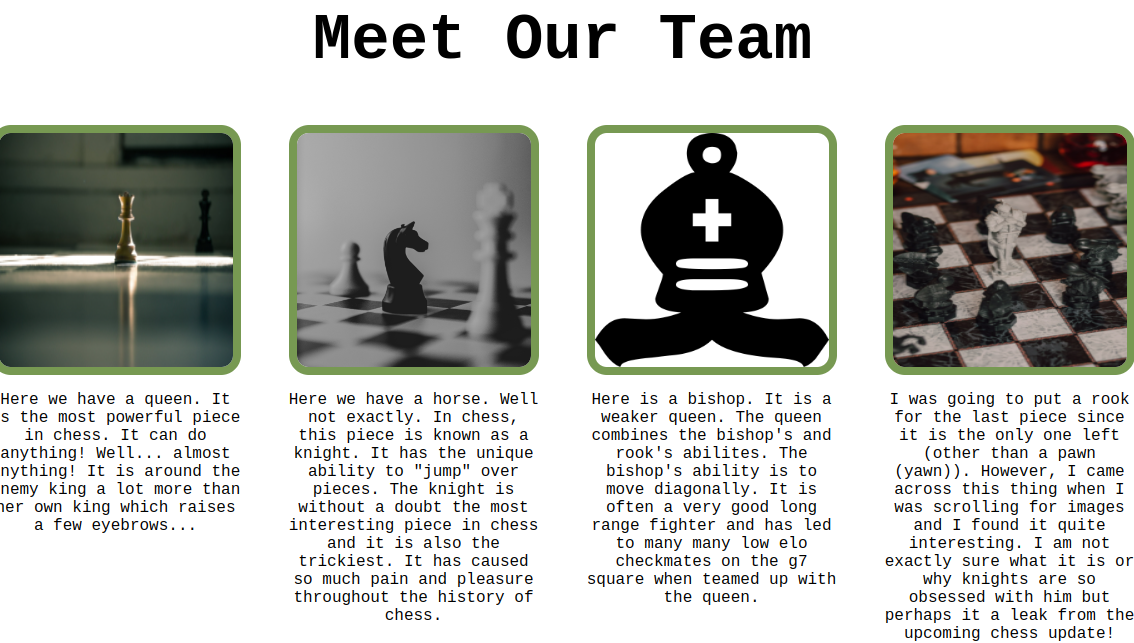 Meet Our Team
Here we have a queen. It
s the most powerful piece
in chess. It can do
anything! Well... almost
nything! It is around the
nemy king a lot more than
her own king which raises
a few eyebrows...
Here we have a horse. Well
not exactly. In chess,
this piece is known as a
knight. It has the unique
ability to "jump" over
pieces. The knight is
without a doubt the most
interesting piece in chess
and it is also the
trickiest. It has caused
so much pain and pleasure
throughout the history of
chess.
Here is a bishop. It is a
weaker queen. The queen
combines the bishop's and
rook's abilites. The
bishop's ability is to
move diagonally. It is
often a very good long
range fighter and has led
to many many low elo
checkmates on the g7
square when teamed up with
the queen.
I was going to put a rook
for the last piece since
it is the only one left
(other than a pawn
(yawn)). However, I came
across this thing when I
was scrolling for images
and I found it quite
interesting. I am not
exactly sure what it is or
why knights are so
obsessed with him but
perhaps it a leak from the
upcoming chess update!